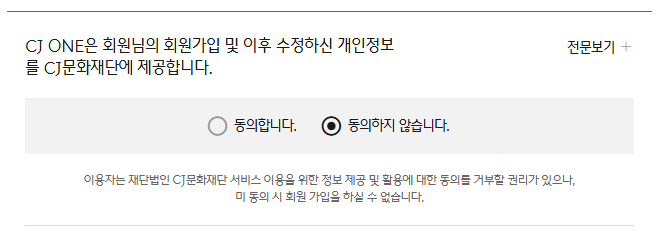 CJ ONE은 회원님의 회원가입 및 이후 수정하신 개인정보
를 CJ문화재단에 제공합니다.
전문보기 +
동의합니다. 동의하지 않습니다.
이용자는 재단법인 CJ문화재단 서비스 이용을 위한 정보 제공 및 활용에 대한 동의를 거부할 권리가 있으나,
미 동의 시 회원 가입을 하실 수 없습니다.